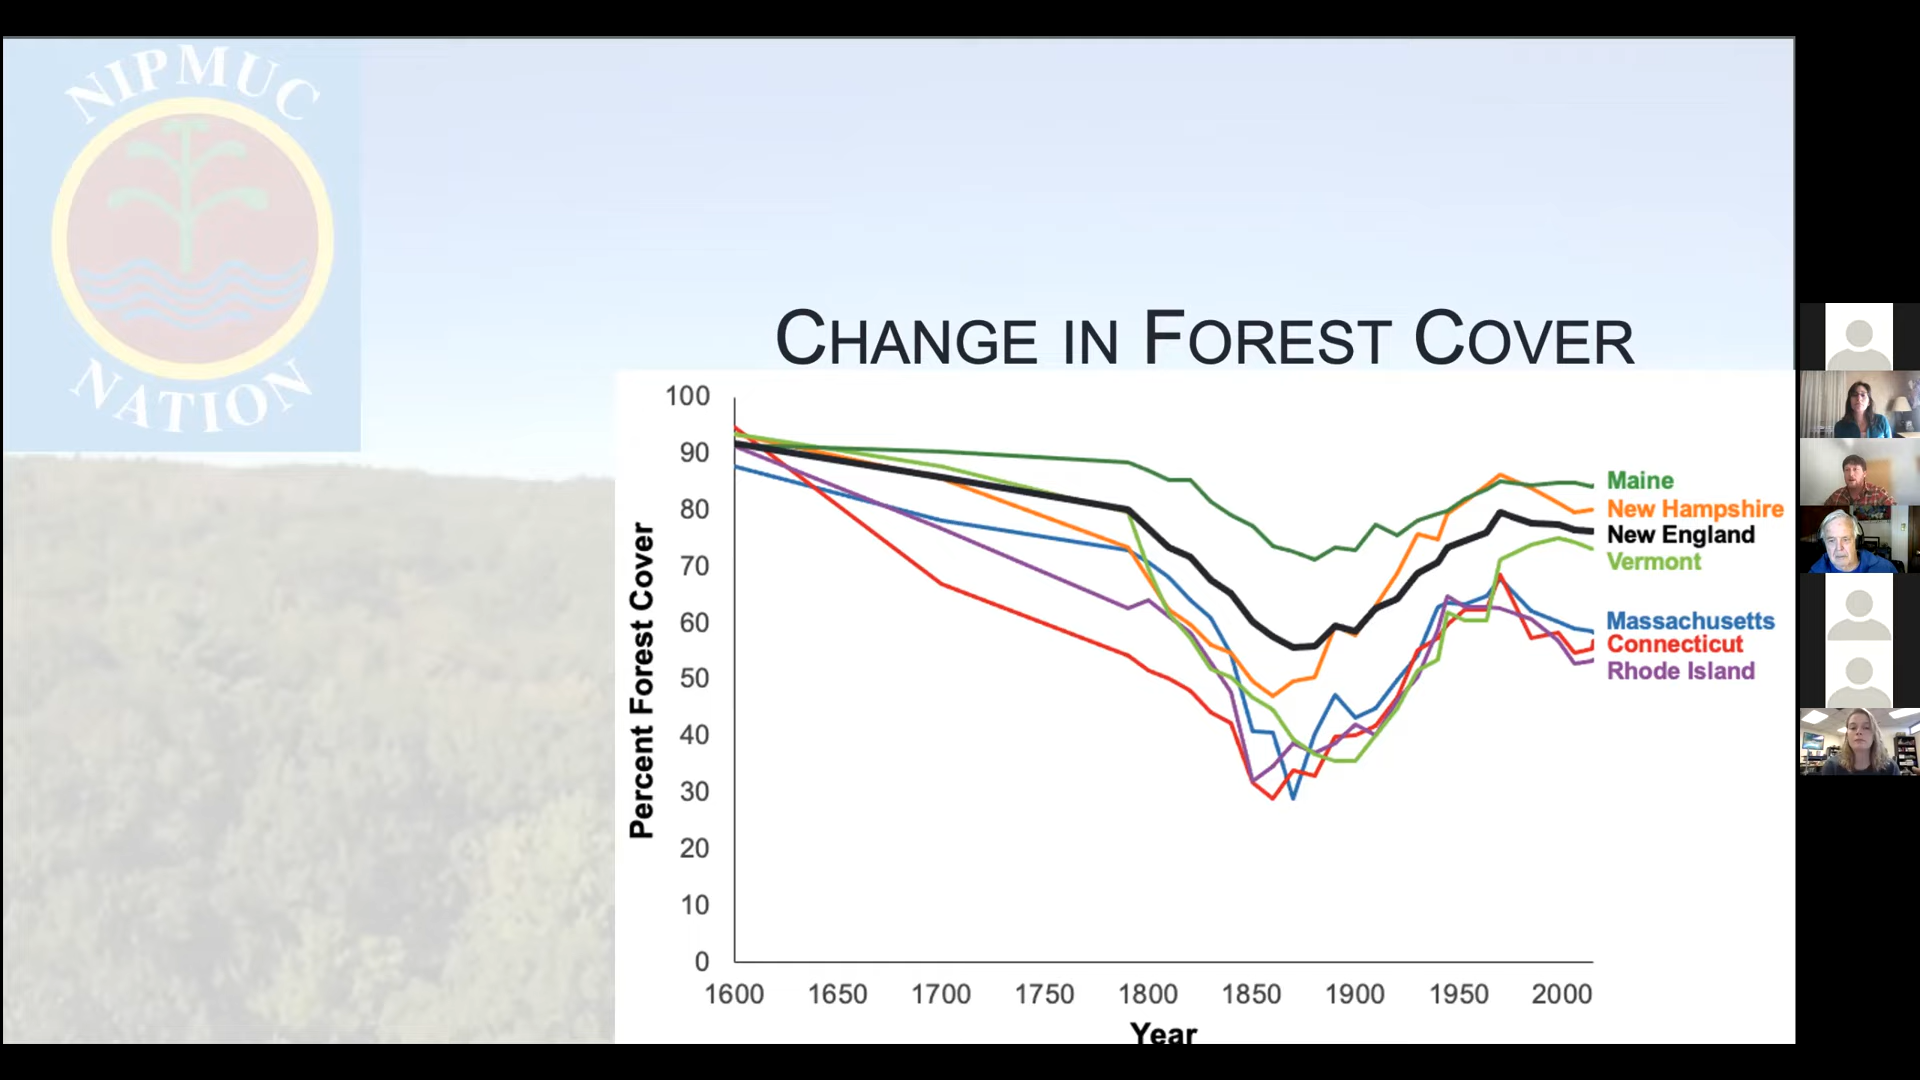 NIPMUC
NATION
CHANGE IN FOREST COVER
Percent Forest Cover
100
90
80
70
60
50
40
30
20
10
0
Maine
New Hampshire
New England
Vermont
Massachusetts
Connecticut
Rhode Island
1600 1650 1700 1750 1800 1850 1900 1950 2000
Year